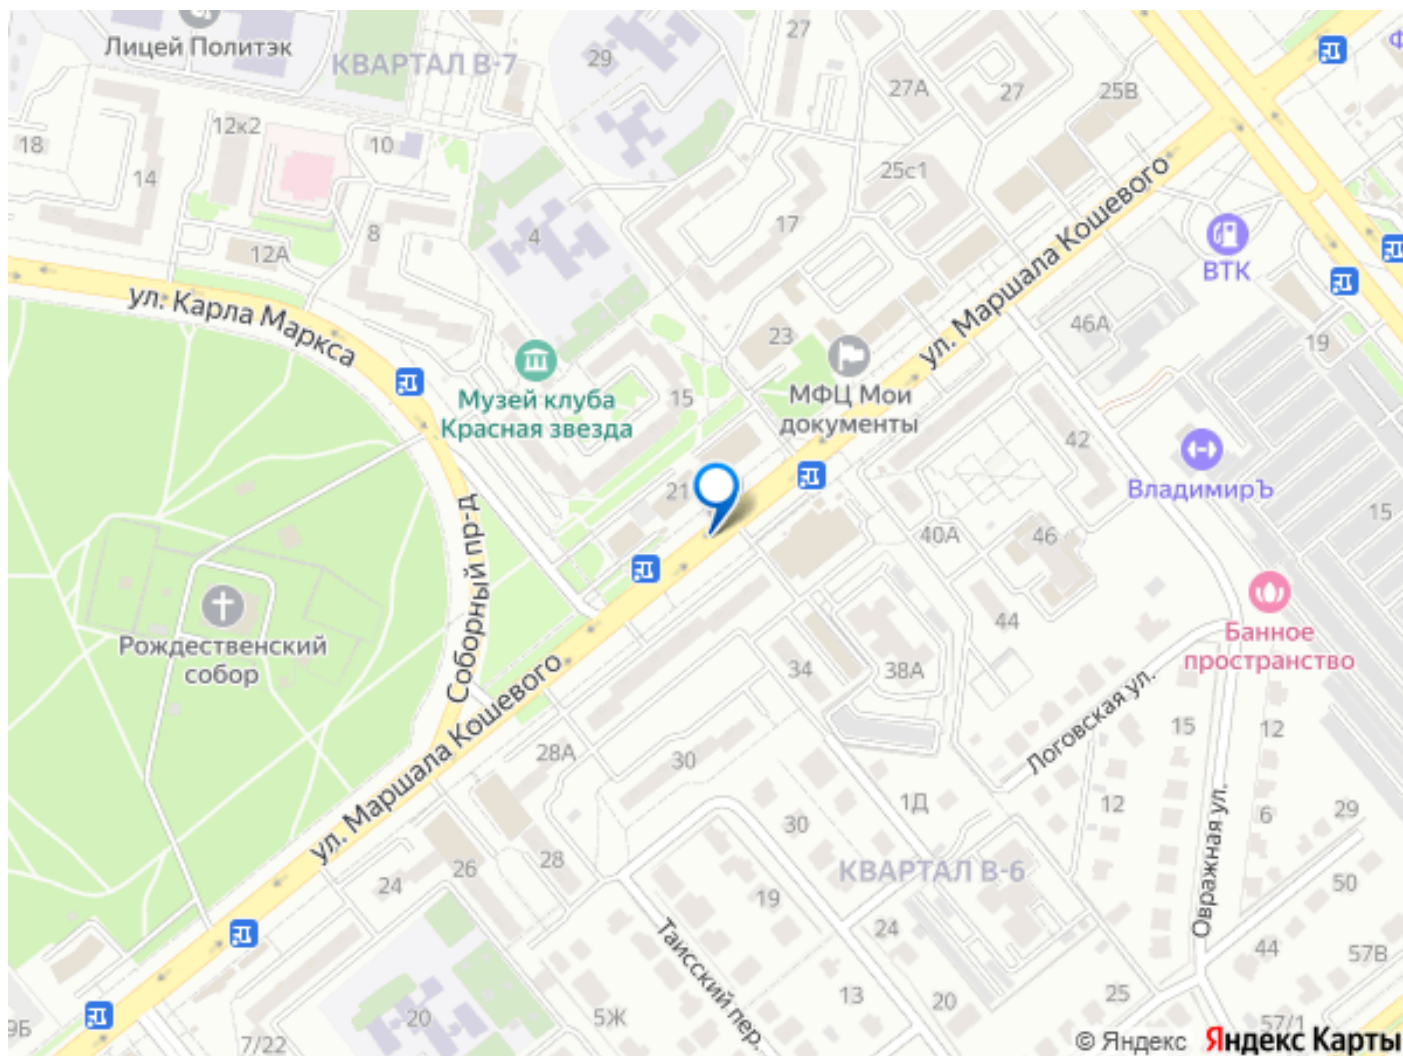 Лицей Политэк
КВАРТАЛ В-7
29
27
27А
27
25В
Ф
12к2
18
14
10
25с1
ул. Маршала Кошевого
4
17
8
12А
ВТК
ул. Карла Маркса
46А
23
19
МФЦ Мои
документы
Музей клуба
Красная звезда
15
42
ВладимирЪ
21
15
40А
46
Соборный пр-д
Рождественский
собор
44
Банное
пространство
34
38А
Логовская ул.
15
12
28А
30
ул. Маршала Кошевого
1Д
12
6
29
30
28
26
24
КВАРТАЛ В-6
50
19
Овражная ул.
24
44
57В
Таисский пер.
13
20
25
9Б
20
5Ж
7/22
57/1
© Яндекс Яндекс Карты